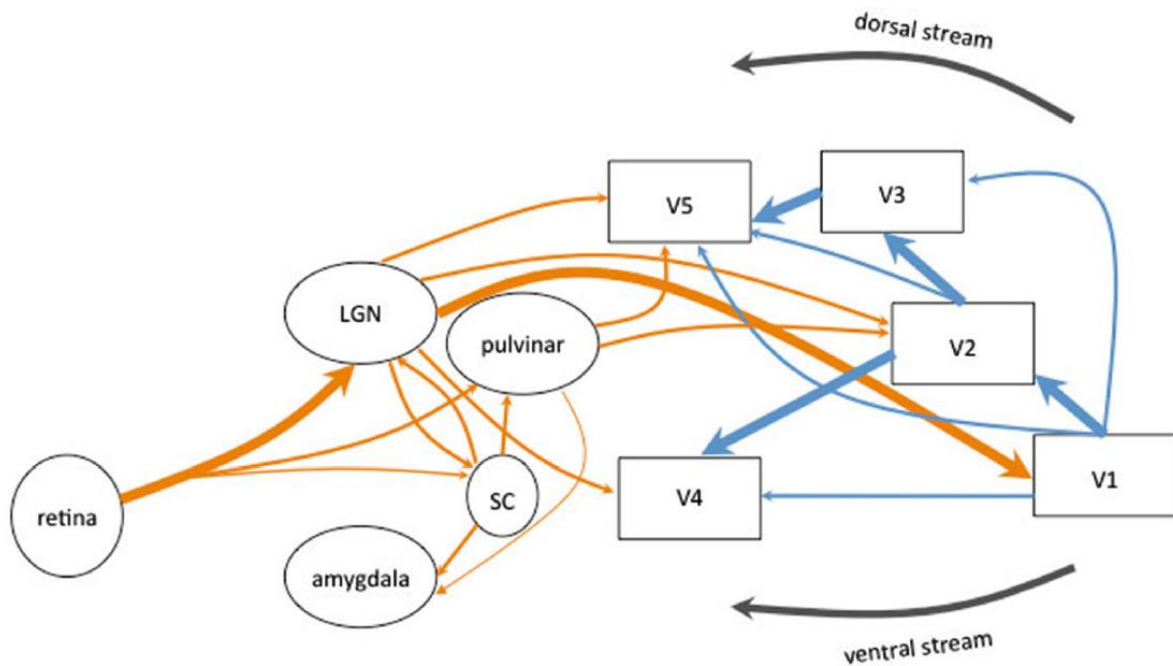 dorsal stream
V5
V3
LGN
pulvinar
V2
retina
SC
V4
V1
amygdala
ventral stream